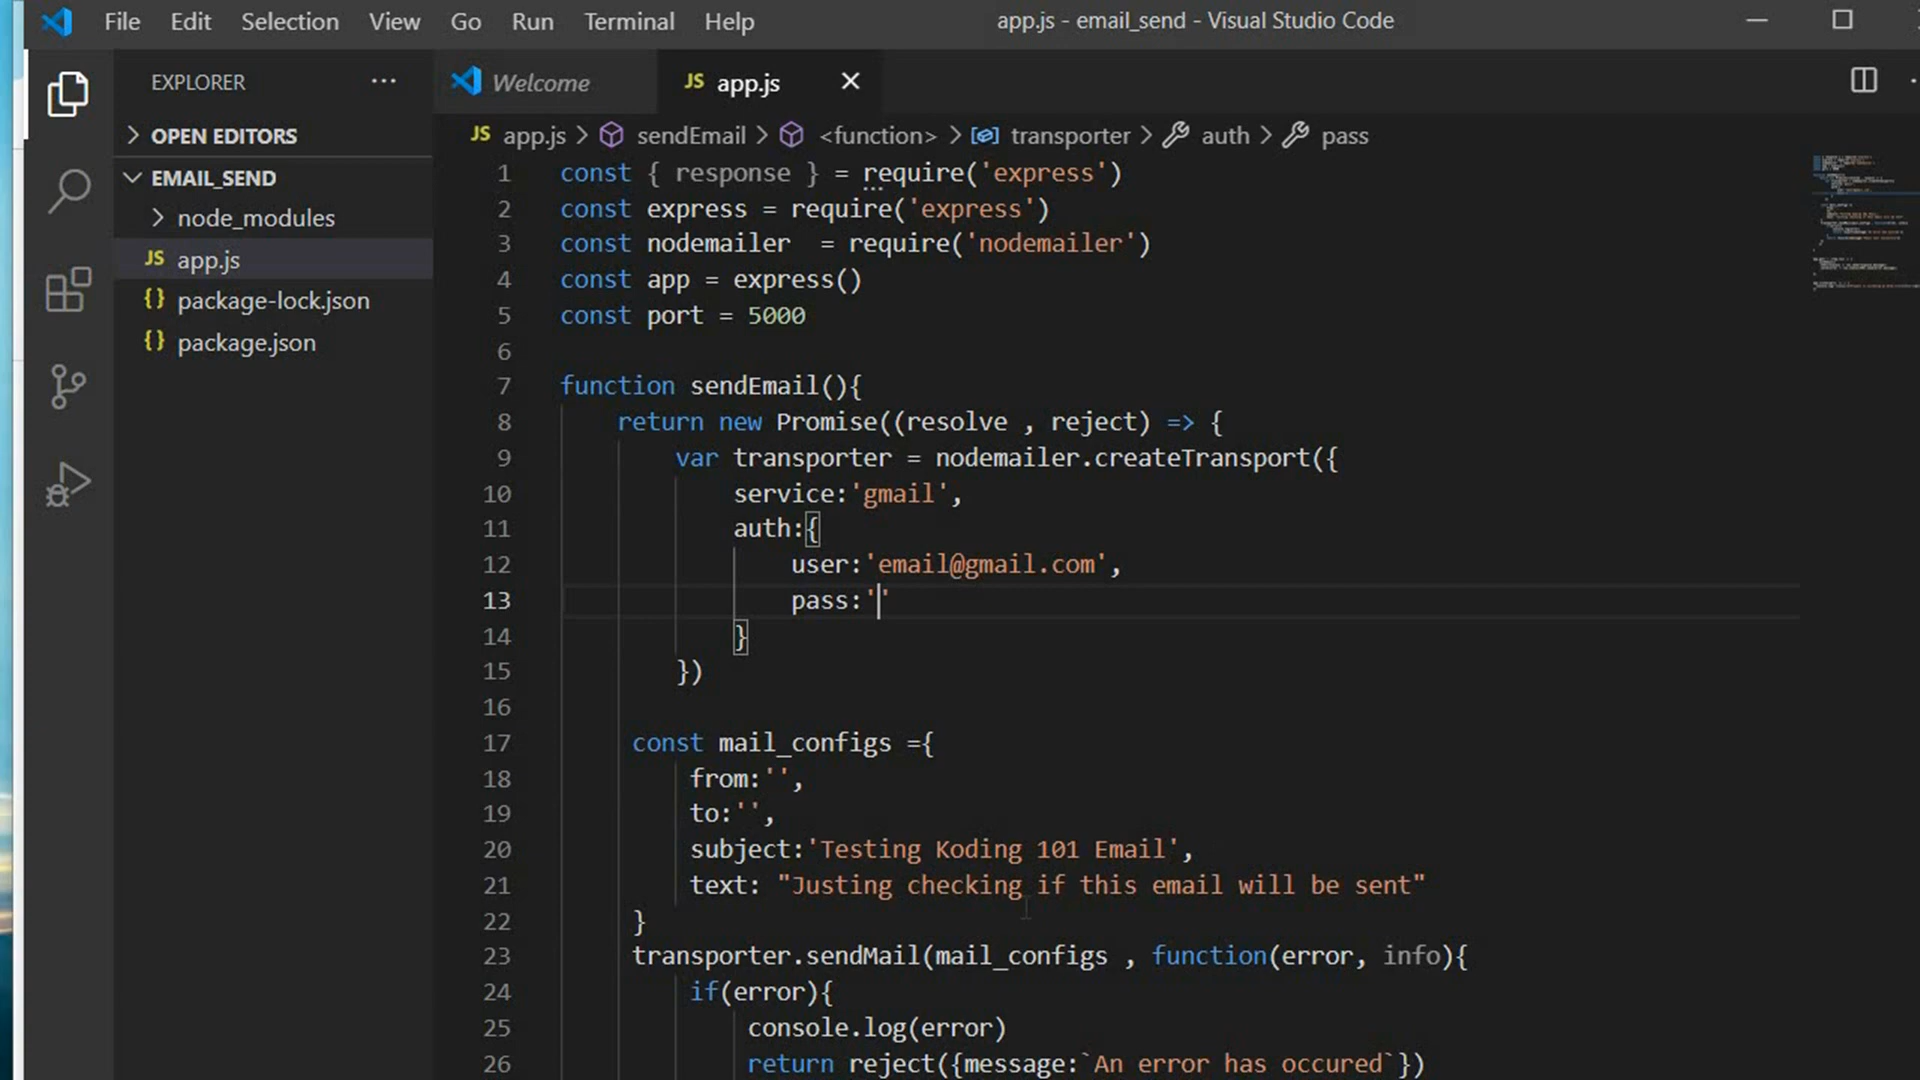 File Edit Selection View Go Run Terminal Help
app.js - email_send - Visual Studio Code
EXPLORER ...
OPEN EDITORS
EMAIL_SEND
node_modules
JS app.js
{} package-lock.json
{} package.json
Welcome
JS app.js
JS app.js > sendEmail > <function> > transporter > auth > pass
1 const { response } = require('express')
2 const express = require('express')
3 const nodemailer  = require('nodemailer')
4 const app = express()
5 const port = 5000
6
7 function sendEmail(){
8 return new Promise((resolve , reject) => {
9 var transporter = nodemailer.createTransport({
10 service:'gmail',
11 auth:{
12 user:'email@gmail.com',
13 pass:''
14 }
15 })
16
17 const mail_configs ={
18 from:'',
19 to:'',
20 subject:'Testing Koding 101 Email',
21 text: "Justing checking if this email will be sent"
22 }
23 transporter.sendMail(mail_configs , function(error, info){
24 if(error){
25 console.log(error)
26 return reject({message:`An error has occured`})